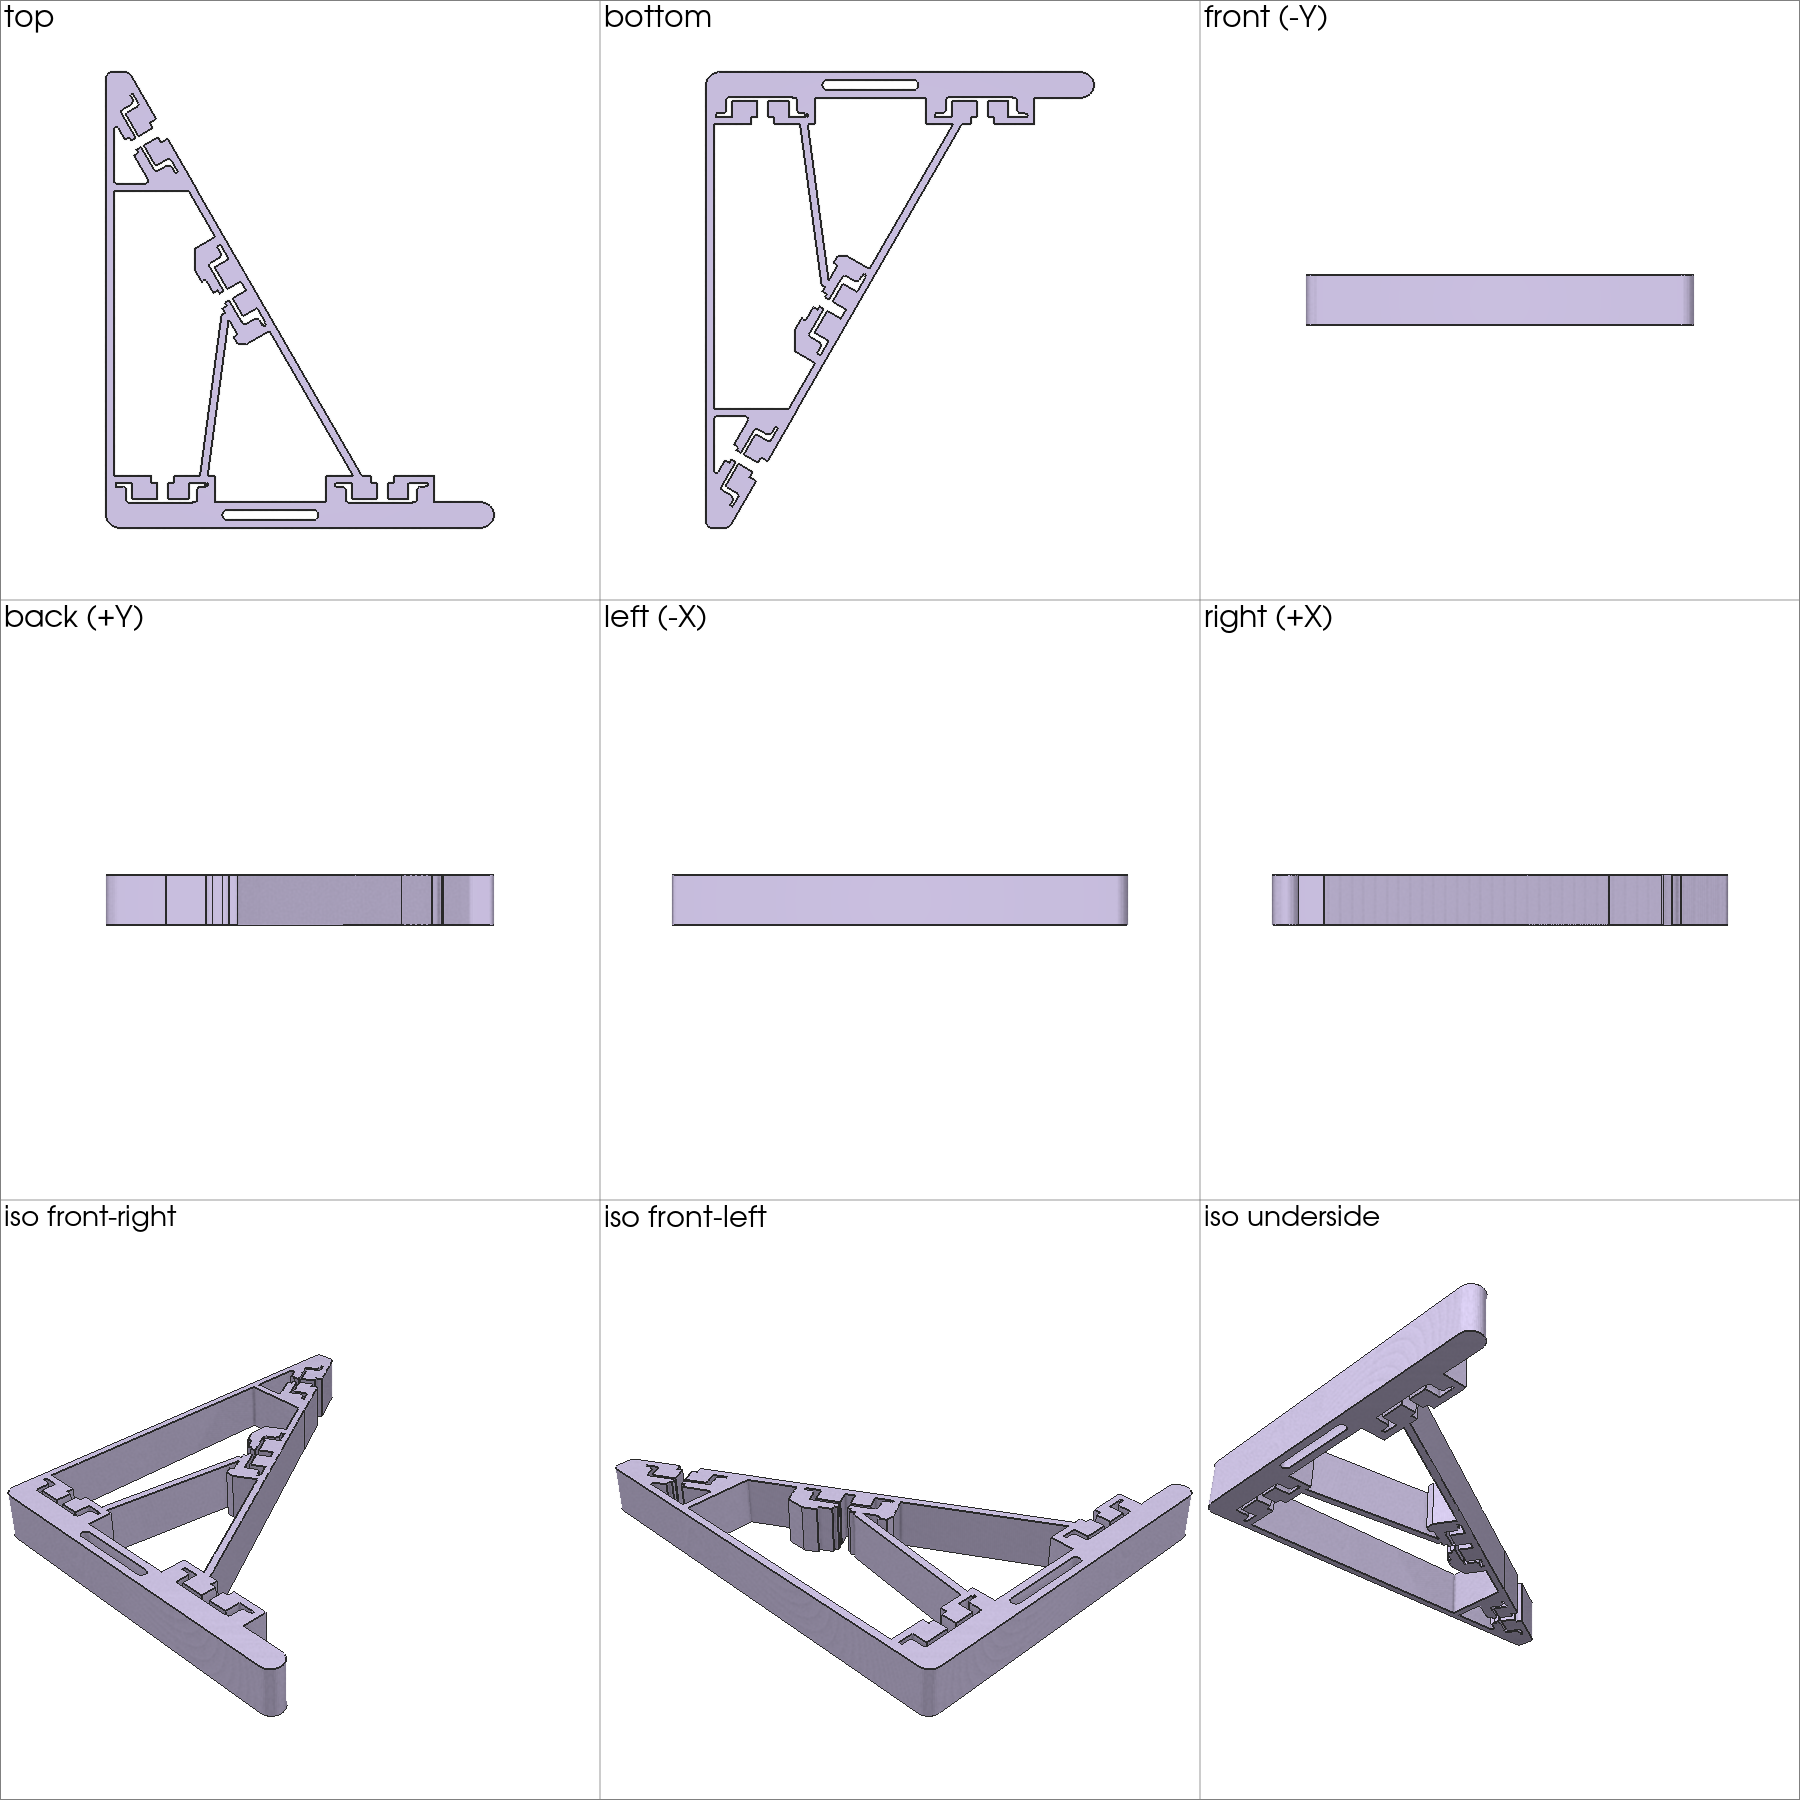 top
bottom
front (-Y)
back (+Y)
left (-X)
right (+X)
iso front-right
iso front-left
iso underside